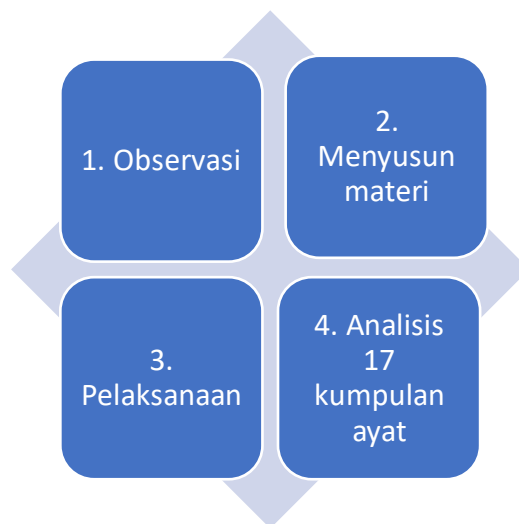 1. Observasi
2.
Menyusun
materi
3.
Pelaksanaan
4. Analisis
17
kumpulan
ayat